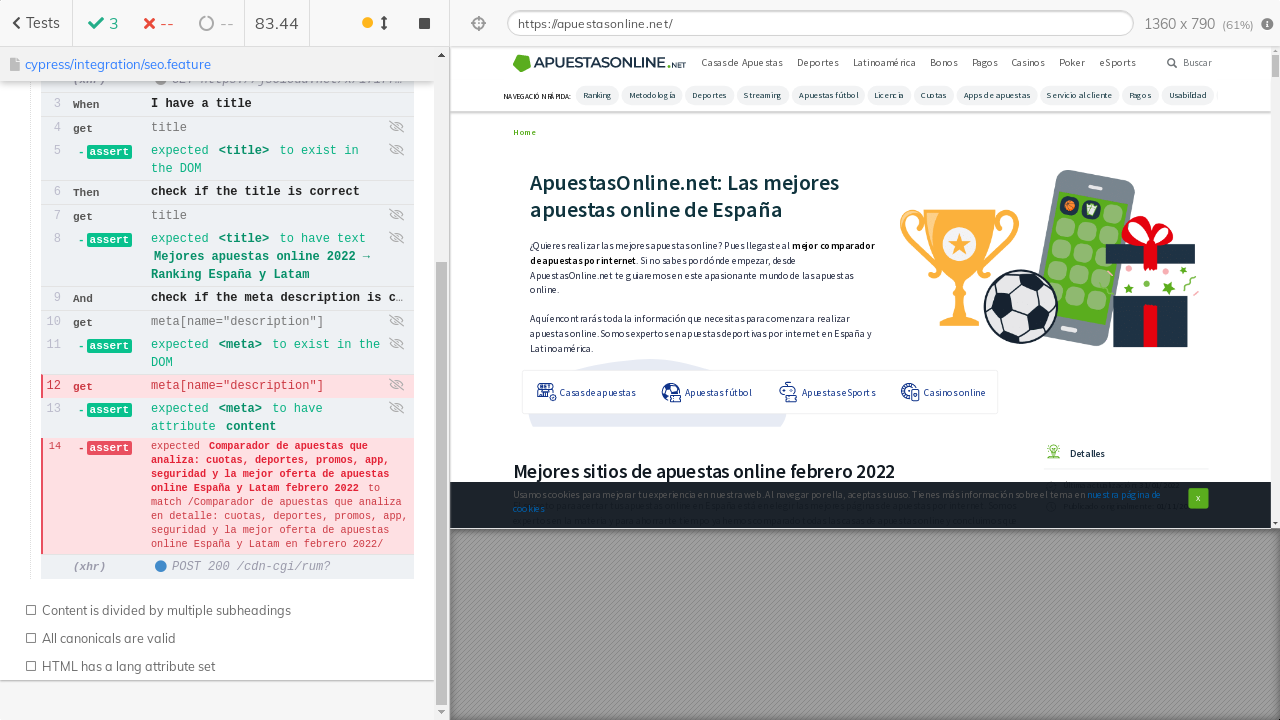 Tests
3
--
--
83.44
https://apuestasonline.net/
1360 x 790 (61%)
cypress/integration/seo.feature
(xhr)
3 When I have a title
4 get title
5 - assert expected <title> to exist in
the DOM
6 Then check if the title is correct
7 get title
8 - assert expected <title> to have text
Mejores apuestas online 2022 →
Ranking España y Latam
9 And check if the meta description is c…
10 get meta[name="description"]
11 - assert expected <meta> to exist in the
DOM
12 get meta[name="description"]
13 - assert expected <meta> to have
attribute content
14 - assert expected Comparador de apuestas que
analiza: cuotas, deportes, promos, app,
seguridad y la mejor oferta de apuestas
online España y Latam febrero 2022 to
match /Comparador de apuestas que analiza
en detalle: cuotas, deportes, promos, app,
seguridad y la mejor oferta de apuestas
online España y Latam en febrero 2022/
(xhr) POST 200 /cdn-cgi/rum?
Content is divided by multiple subheadings
All canonicals are valid
HTML has a lang attribute set
APUESTASONLINE.NET
Casas de Apuestas Deportes Latinoamérica Bonos Pagos Casinos Poker eSports Buscar
NAVEGACIÓN RÁPIDA: Ranking Metodología Deportes Streaming Apuestas fútbol Licencia Cuotas Apps de apuestas Servicio al cliente Pagos Usabilidad
Home
ApuestasOnline.net: Las mejores
apuestas online de España
¿Quieres realizar las mejores apuestas online? Pues llegaste al mejor comparador
de apuestas por internet. Si no sabes por dónde empezar, desde
ApuestasOnline.net te guiaremos en este apasionante mundo de las apuestas
online.
Aquí encontrarás toda la información que necesitas para comenzar a realizar
apuestas online. Somos expertos en apuestas deportivas por internet en España y
Latinoamérica.
Casas de apuestas Apuestas fútbol Apuestas eSports Casinos online
Detalles
Mejores sitios de apuestas online febrero 2022
Usamos cookies para mejorar tu experiencia en nuestra web. Al navegar por ella, aceptas su uso. Tienes más información sobre el tema en nuestra página de
cookies.
x